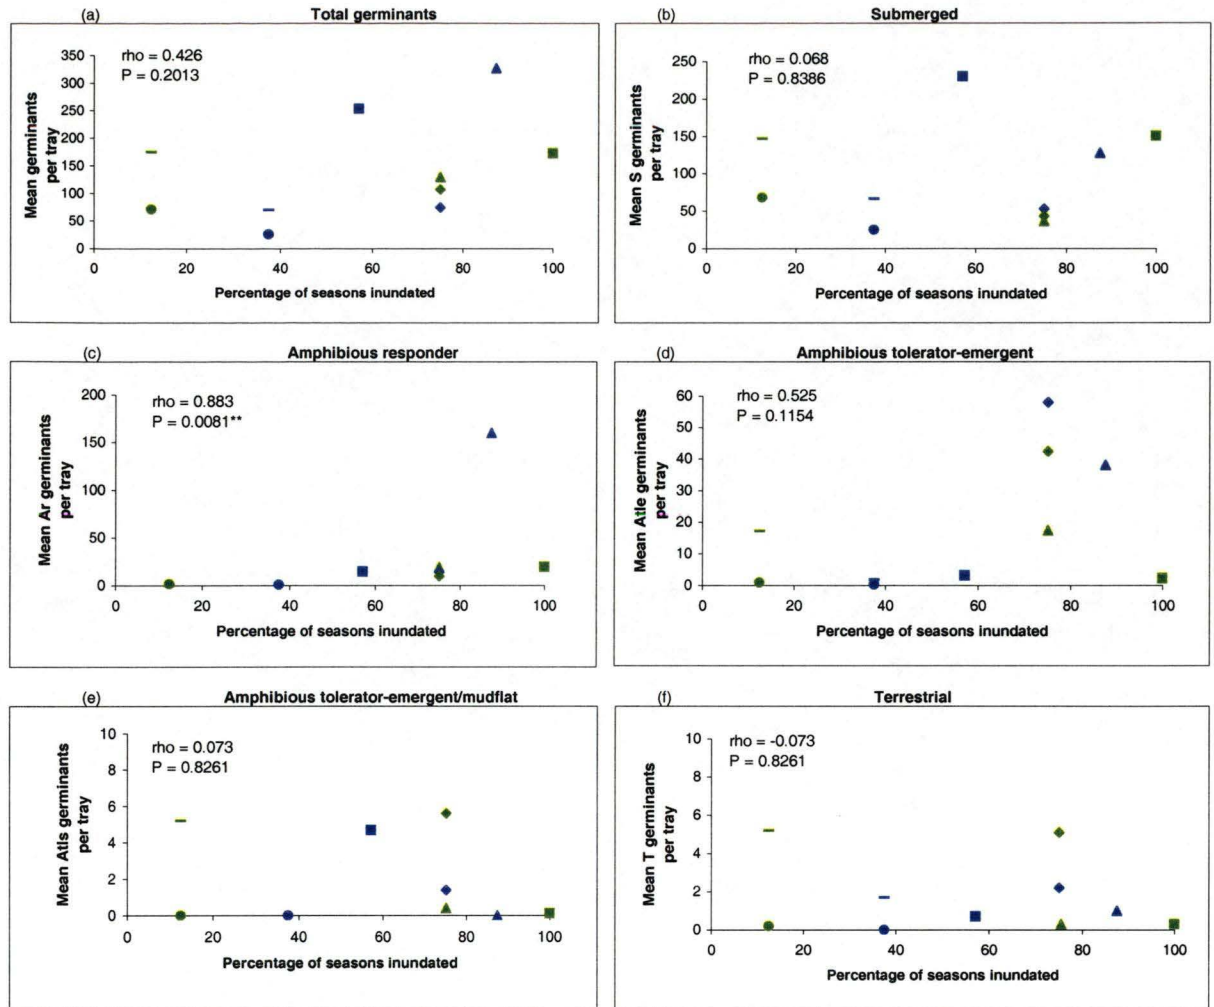 (a) Total germinants
rho = 0.426
P = 0.2013
Mean germinants
per tray
350
300
250
200
150
100
50
0
0 20 40 60 80 100
Percentage of seasons inundated
(b) Submerged
rho = 0.068
P = 0.8386
Mean S germinants
per tray
250
200
150
100
50
0
0 20 40 60 80 100
Percentage of seasons inundated
(c) Amphibious responder
rho = 0.883
P = 0.0081**
Mean Ar germinants
per tray
200
150
100
50
0
0 20 40 60 80 100
Percentage of seasons inundated
(d) Amphibious tolerator-emergent
rho = 0.525
P = 0.1154
Mean Atle germinants
per tray
60
50
40
30
20
10
0
0 20 40 60 80 100
Percentage of seasons inundated
(e) Amphibious tolerator-emergent/mudflat
rho = 0.073
P = 0.8261
Mean Atls germinants
per tray
10
8
6
4
2
0
0 20 40 60 80 100
Percentage of seasons inundated
(f) Terrestrial
rho = -0.073
P = 0.8261
Mean T germinants
per tray
10
8
6
4
2
0
0 20 40 60 80 100
Percentage of seasons inundated